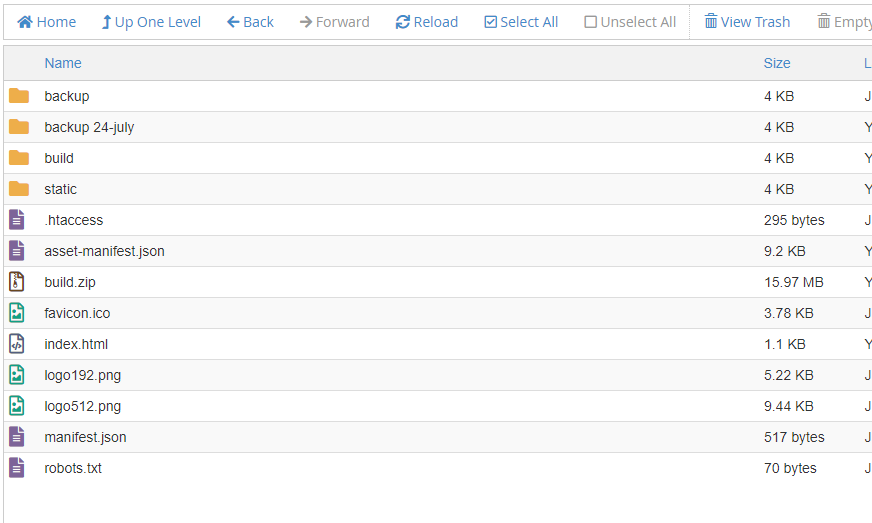 Home Up One Level Back Forward Reload Select All Unselect All View Trash Empty
Name Size L
backup 4 KB J
backup 24-july 4 KB Y
build 4 KB Y
static 4 KB Y
.htaccess 295 bytes J
asset-manifest.json 9.2 KB Y
build.zip 15.97 MB Y
favicon.ico 3.78 KB J
index.html 1.1 KB Y
logo192.png 5.22 KB J
logo512.png 9.44 KB J
manifest.json 517 bytes J
robots.txt 70 bytes J